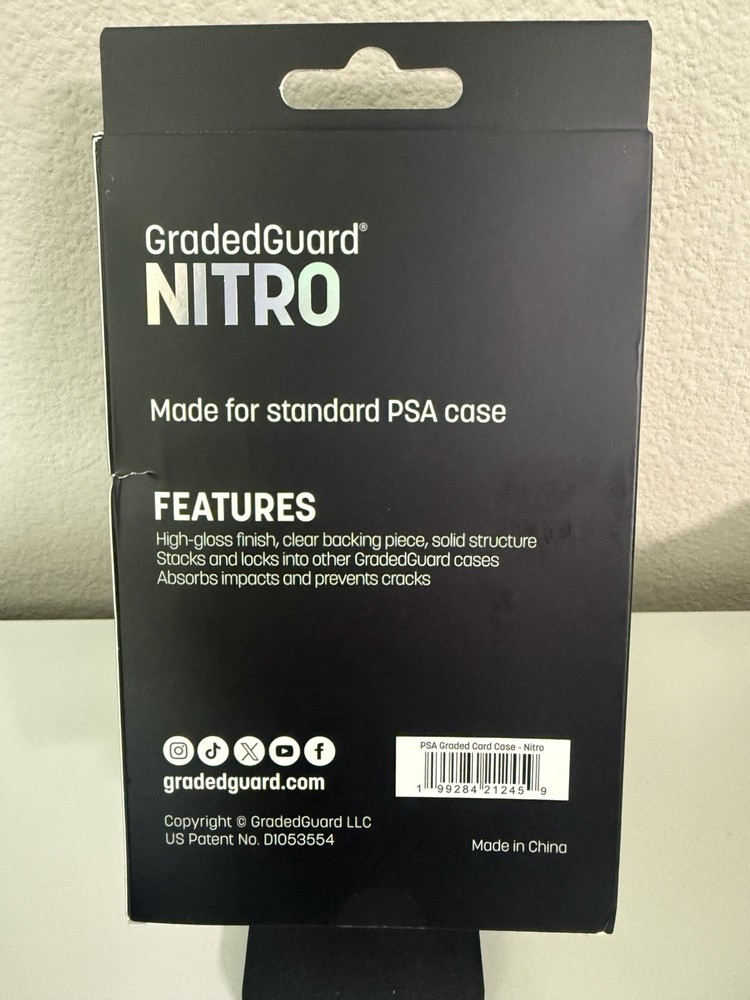 GradedGuard®
NITRO
Made for standard PSA case
FEATURES
High-gloss finish, clear backing piece, solid structure
Stacks and locks into other GradedGuard cases
Absorbs impacts and prevents cracks
gradedguard.com
Copyright © GradedGuard LLC
US Patent No. D1053554
PSA Graded Card Case - Nitro
1 99284 21245 9
Made in China